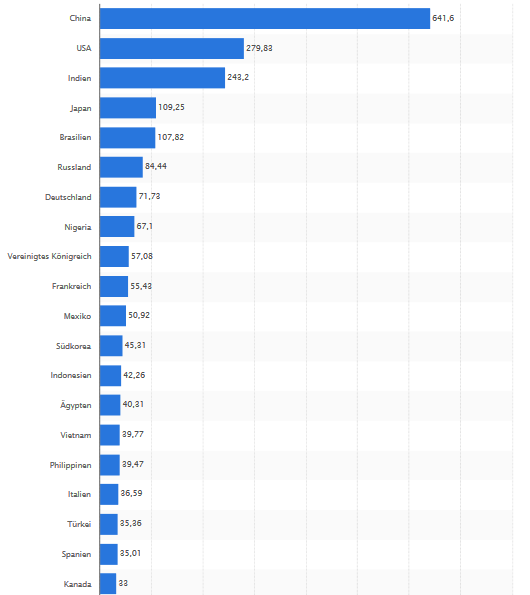 China 641,6
USA 279,83
Indien 243,2
Japan 109,25
Brasilien 107,82
Russland 84,44
Deutschland 71,73
Nigeria 67,1
Vereinigtes Königreich 57,08
Frankreich 55,43
Mexiko 50,92
Südkorea 45,31
Indonesien 42,26
Ägypten 40,31
Vietnam 39,77
Philippinen 39,47
Italien 36,59
Türkei 35,36
Spanien 35,01
Kanada 33